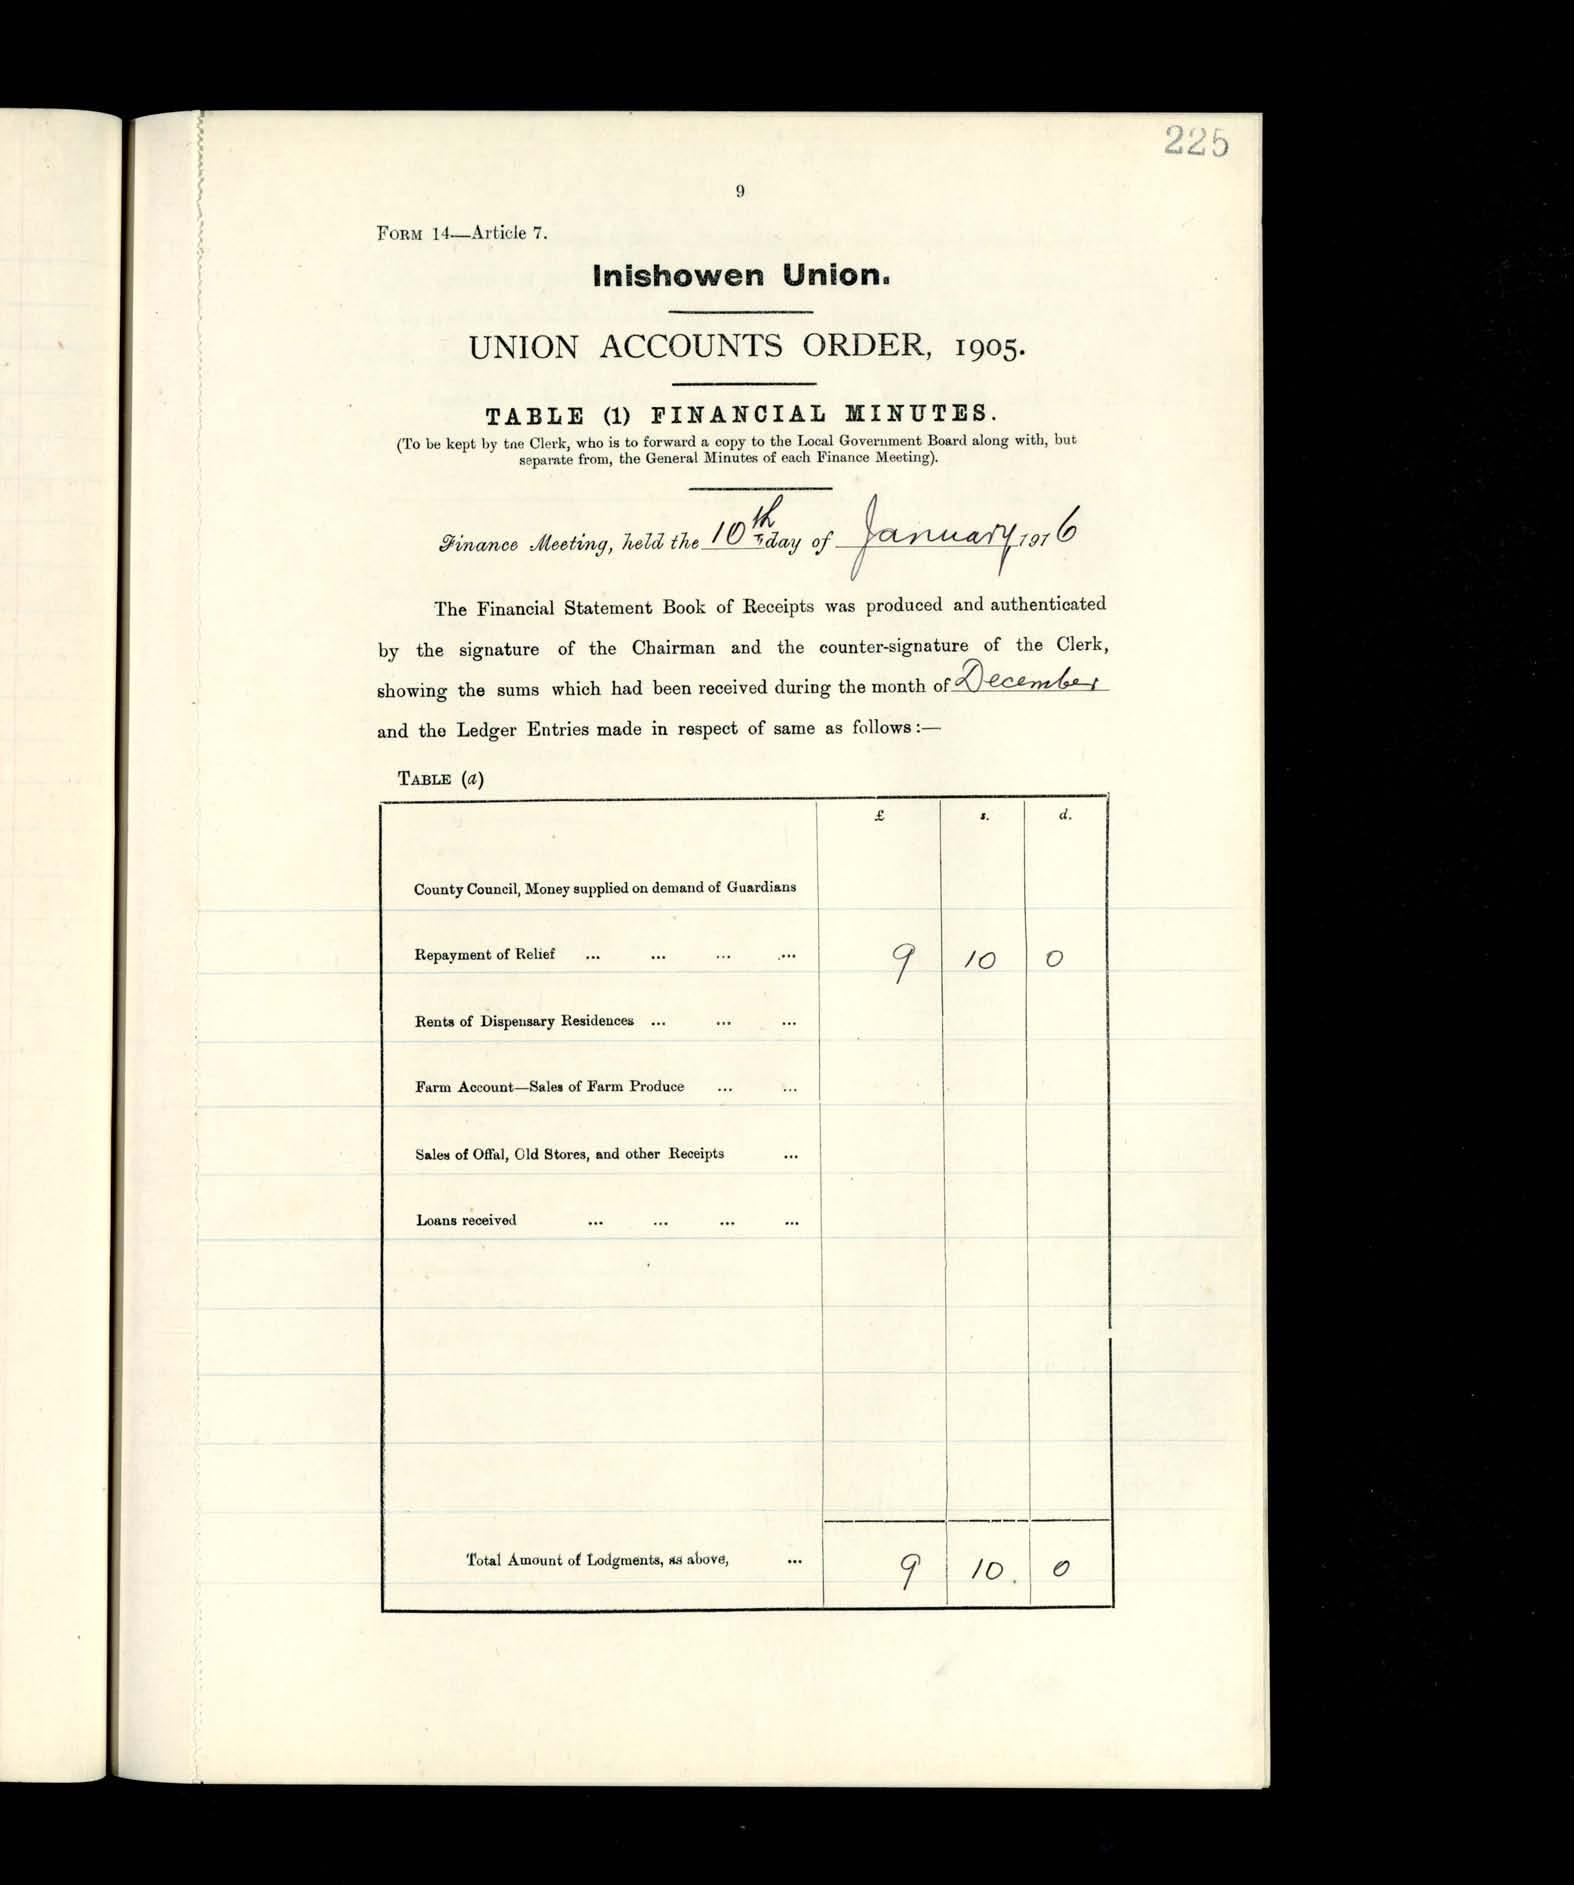 225
9
FORM 14—Article 7.
Inishowen Union.
UNION ACCOUNTS ORDER, 1905.
TABLE (1) FINANCIAL MINUTES.
(To be kept by tne Clerk, who is to forward a copy to the Local Government Board along with, but
separate from, the General Minutes of each Finance Meeting).
Finance Meeting, held the 10th day of January 1916
The Financial Statement Book of Receipts was produced and authenticated
by the signature of the Chairman and the counter-signature of the Clerk,
showing the sums which had been received during the month of December
and the Ledger Entries made in respect of same as follows:—
TABLE (a)
£ s. d.
County Council, Money supplied on demand of Guardians
Repayment of Relief ... ... ... ... 9 10 0
Rents of Dispensary Residences ... ... ...
Farm Account—Sales of Farm Produce ... ...
Sales of Offal, Old Stores, and other Receipts ...
Loans received ... ... ... ...
Total Amount of Lodgments, as above, ... 9 10. 0